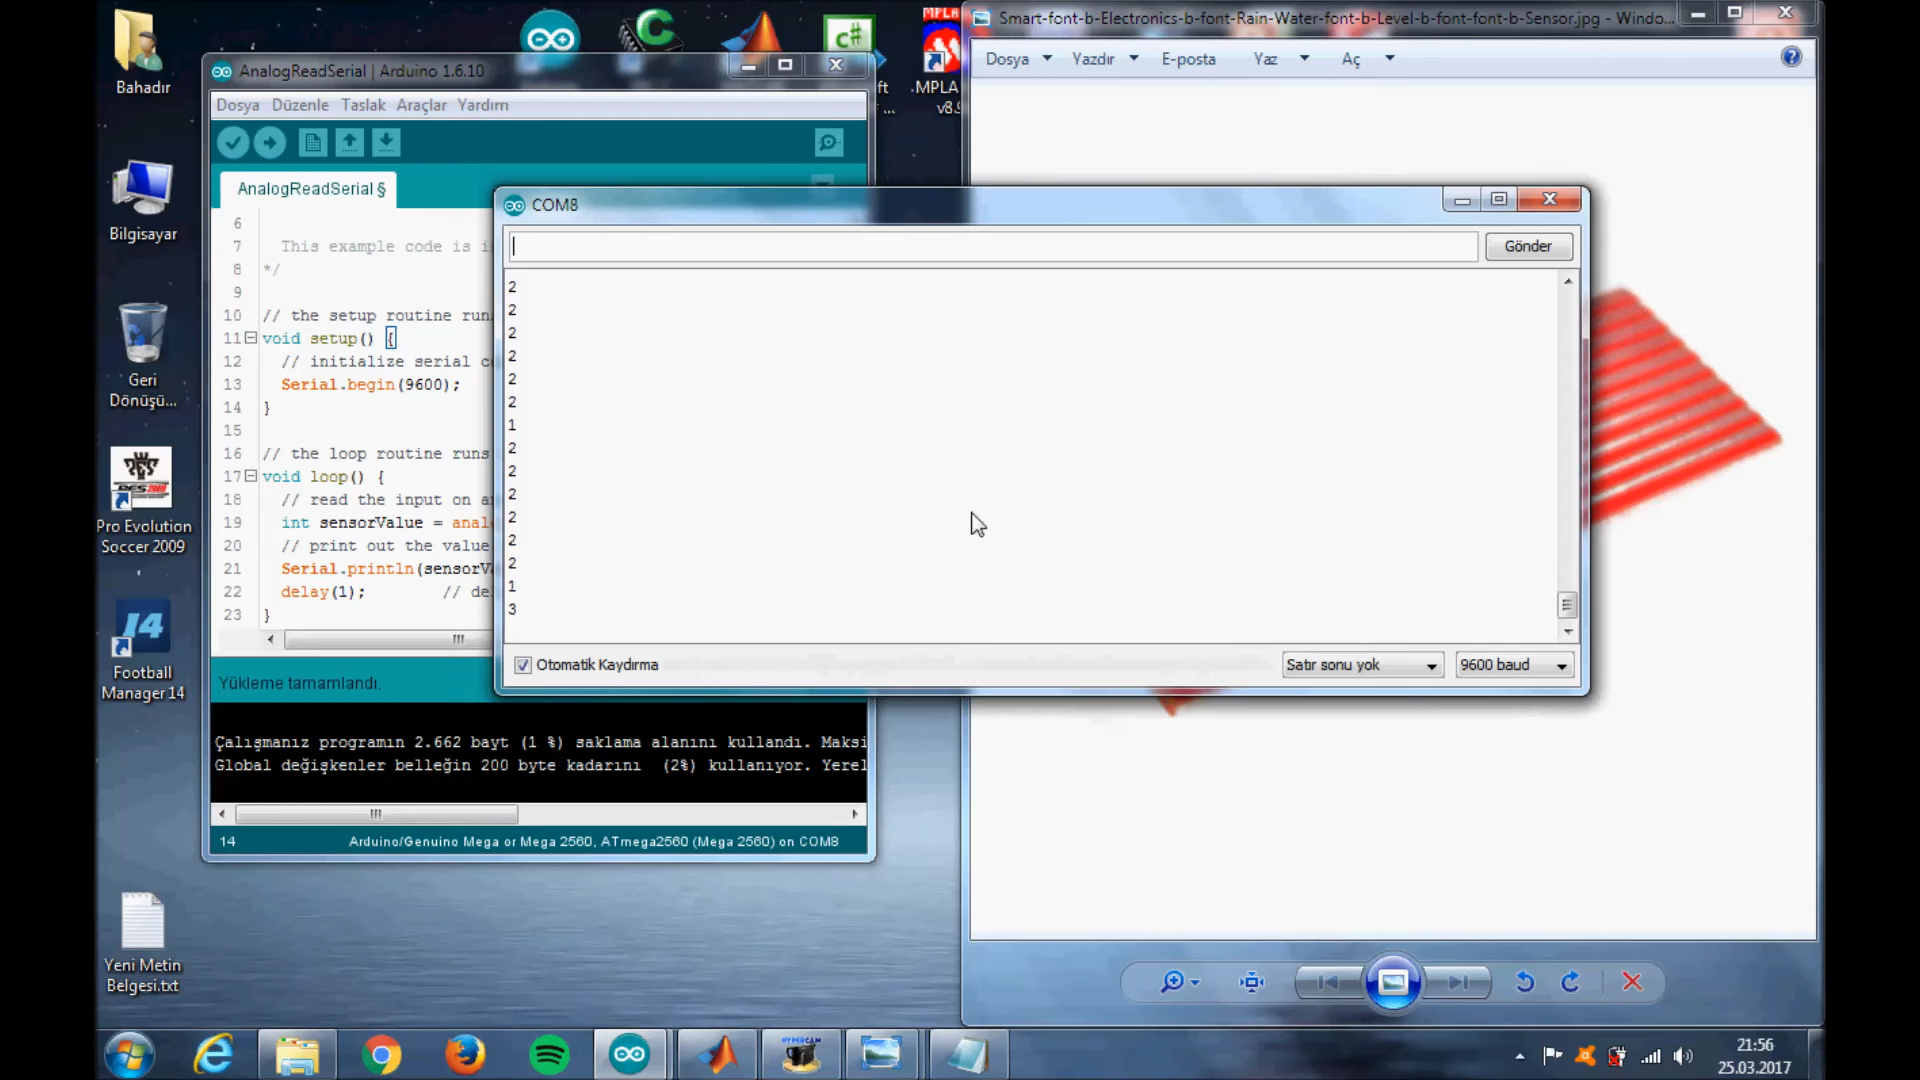 Bahadır
Bilgisayar
Geri
Dönüşü...
Pro Evolution
Soccer 2009
14
Football
Manager 14
Yeni Metin
Belgesi.txt
C#
MPLA
v8.
AnalogReadSerial | Arduino 1.6.10
Dosya Düzenle Taslak Araçlar Yardım
AnalogReadSerial §
6
7 This example code is i
8 */
9
10 // the setup routine run
11 void setup() {
12 // initialize serial c
13 Serial.begin(9600);
14 }
15
16 // the loop routine runs
17 void loop() {
18 // read the input on a
19 int sensorValue = anal
20 // print out the value
21 Serial.println(sensorV
22 delay(1); // de
23 }
Yükleme tamamlandı.
Çalışmanız programın 2.662 bayt (1 %) saklama alanını kullandı. Maksi
Global değişkenler belleğin 200 byte kadarını (2%) kullanıyor. Yerel
14 Arduino/Genuino Mega or Mega 2560, ATmega2560 (Mega 2560) on COM8
COM8
Gönder
2
2
2
2
2
2
1
2
2
2
2
2
2
1
3
Otomatik Kaydırma
Satır sonu yok
9600 baud
Smart-font-b-Electronics-b-font-Rain-Water-font-b-Level-b-font-font-b-Sensor.jpg - Windo...
Dosya Yazdır E-posta Yaz Aç
21:56
25.03.2017